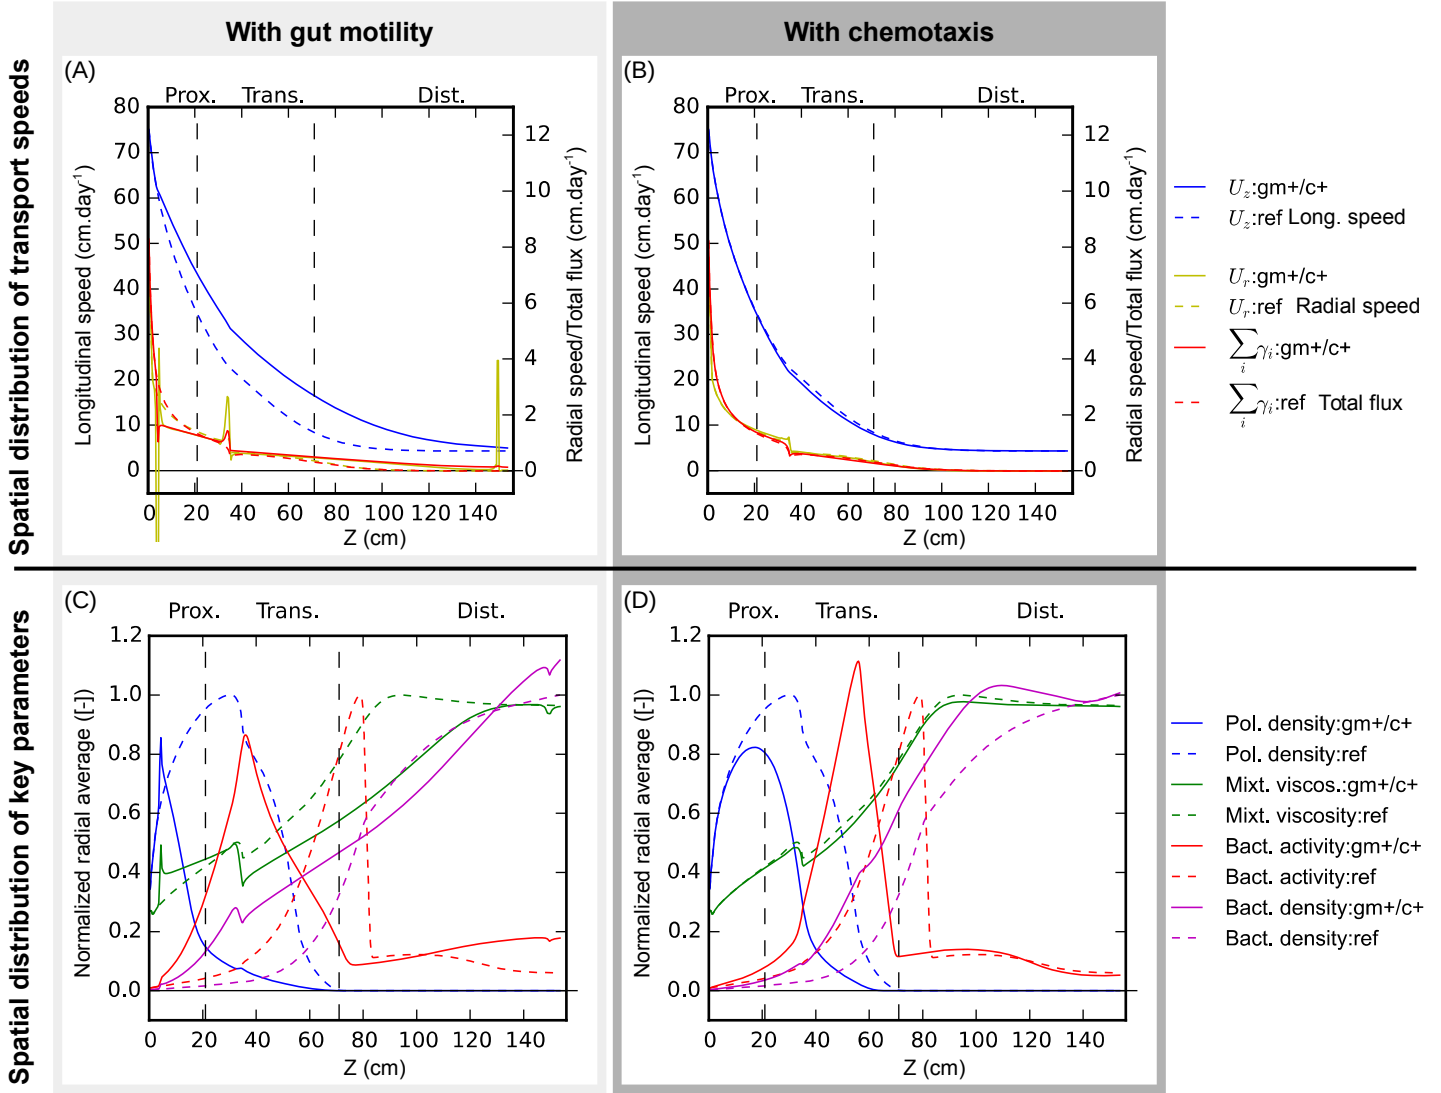 With gut motility
With chemotaxis
Spatial distribution of transport speeds
(A)
Prox. Trans. Dist.
80
70
60
50
40
30
20
10
0
Longitudinal speed (cm.day⁻¹)
12
10
8
6
4
2
0
Radial speed/Total flux (cm.day⁻¹)
0 20 40 60 80 100 120 140
Z (cm)
(B)
Prox. Trans. Dist.
80
70
60
50
40
30
20
10
0
Longitudinal speed (cm.day⁻¹)
12
10
8
6
4
2
0
Radial speed/Total flux (cm.day⁻¹)
0 20 40 60 80 100 120 140
Z (cm)
U_z:gm+/c+
U_z:ref Long. speed
U_r:gm+/c+
U_r:ref Radial speed
∑_i γ_i:gm+/c+
∑_i γ_i:ref Total flux
Spatial distribution of key parameters
(C)
Prox. Trans. Dist.
1.2
1.0
0.8
0.6
0.4
0.2
0.0
Normalized radial average ([-])
0 20 40 60 80 100 120 140
Z (cm)
(D)
Prox. Trans. Dist.
1.2
1.0
0.8
0.6
0.4
0.2
0.0
Normalized radial average ([-])
0 20 40 60 80 100 120 140
Z (cm)
Pol. density:gm+/c+
Pol. density:ref
Mixt. viscos.:gm+/c+
Mixt. viscosity:ref
Bact. activity:gm+/c+
Bact. activity:ref
Bact. density:gm+/c+
Bact. density:ref